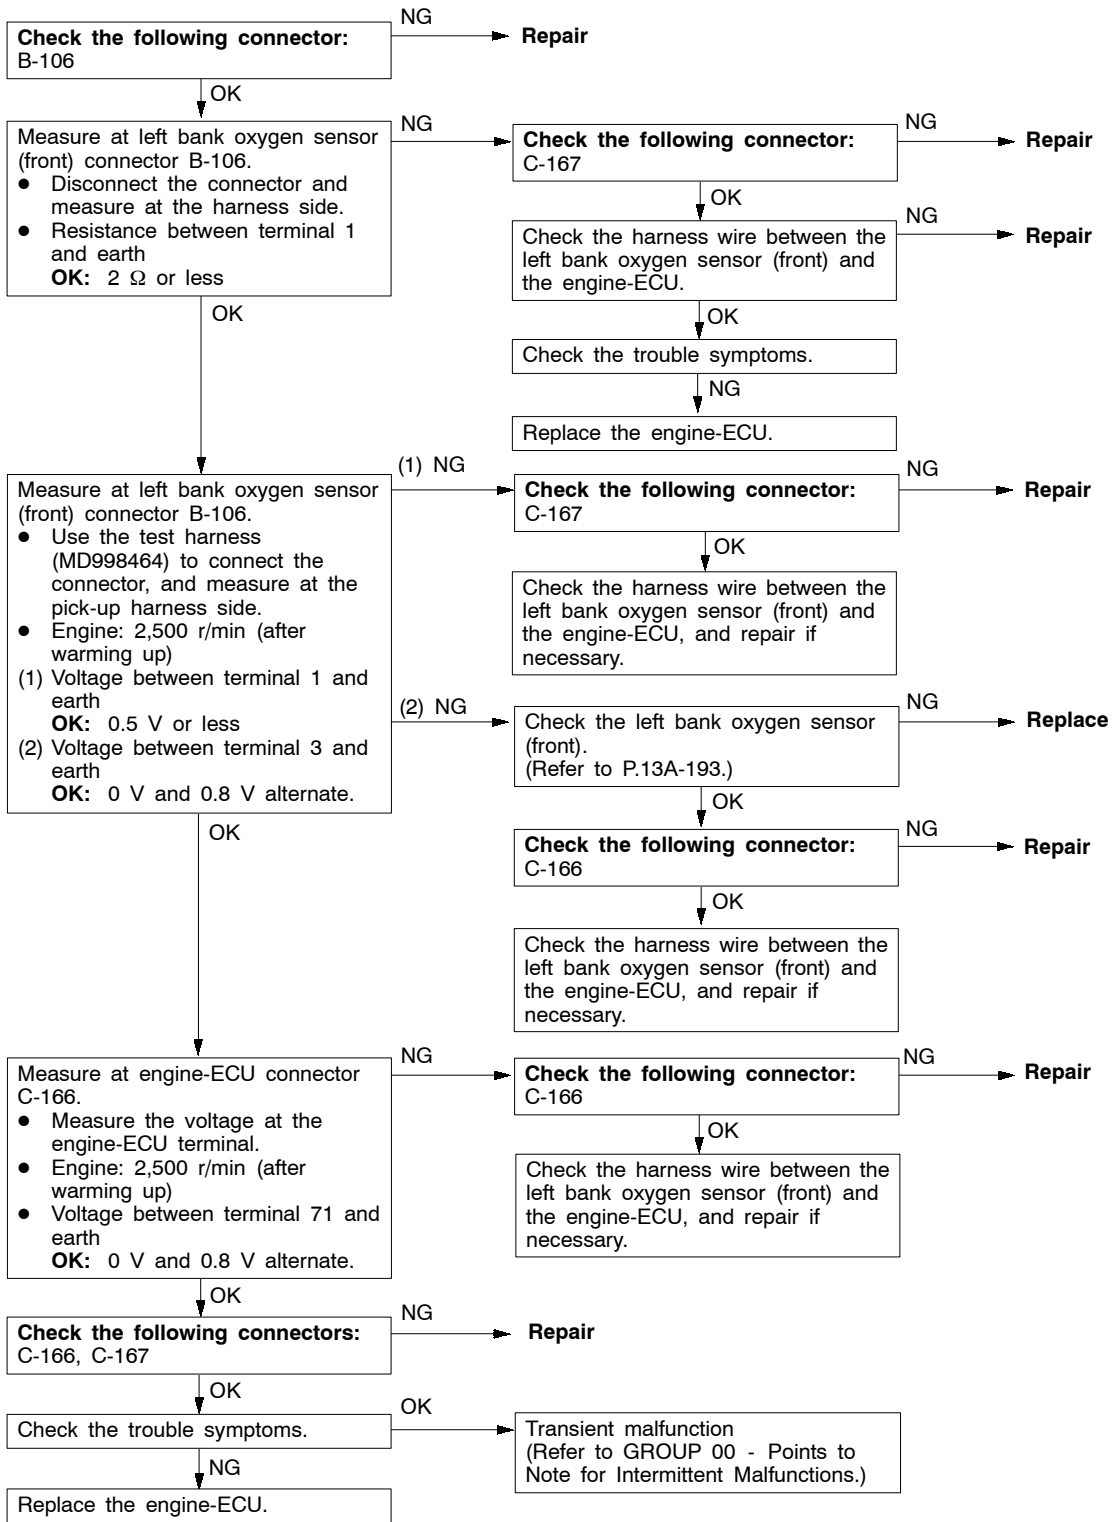 Check the following connector:
B-106
NG
Repair
OK
Measure at left bank oxygen sensor
(front) connector B-106.
● Disconnect the connector and
measure at the harness side.
● Resistance between terminal 1
and earth
OK: 2 Ω or less
NG
Check the following connector:
C-167
NG
Repair
OK
Check the harness wire between the
left bank oxygen sensor (front) and
the engine-ECU.
NG
Repair
OK
Check the trouble symptoms.
NG
Replace the engine-ECU.
OK
Measure at left bank oxygen sensor
(front) connector B-106.
● Use the test harness
(MD998464) to connect the
connector, and measure at the
pick-up harness side.
● Engine: 2,500 r/min (after
warming up)
(1) Voltage between terminal 1 and
earth
OK: 0.5 V or less
(2) Voltage between terminal 3 and
earth
OK: 0 V and 0.8 V alternate.
(1) NG
Check the following connector:
C-167
NG
Repair
OK
Check the harness wire between the
left bank oxygen sensor (front) and
the engine-ECU, and repair if
necessary.
(2) NG
Check the left bank oxygen sensor
(front).
(Refer to P.13A-193.)
NG
Replace
OK
Check the following connector:
C-166
NG
Repair
OK
Check the harness wire between the
left bank oxygen sensor (front) and
the engine-ECU, and repair if
necessary.
OK
Measure at engine-ECU connector
C-166.
● Measure the voltage at the
engine-ECU terminal.
● Engine: 2,500 r/min (after
warming up)
● Voltage between terminal 71 and
earth
OK: 0 V and 0.8 V alternate.
NG
Check the following connector:
C-166
NG
Repair
OK
Check the harness wire between the
left bank oxygen sensor (front) and
the engine-ECU, and repair if
necessary.
OK
Check the following connectors:
C-166, C-167
NG
Repair
OK
Check the trouble symptoms.
OK
Transient malfunction
(Refer to GROUP 00 - Points to
Note for Intermittent Malfunctions.)
NG
Replace the engine-ECU.